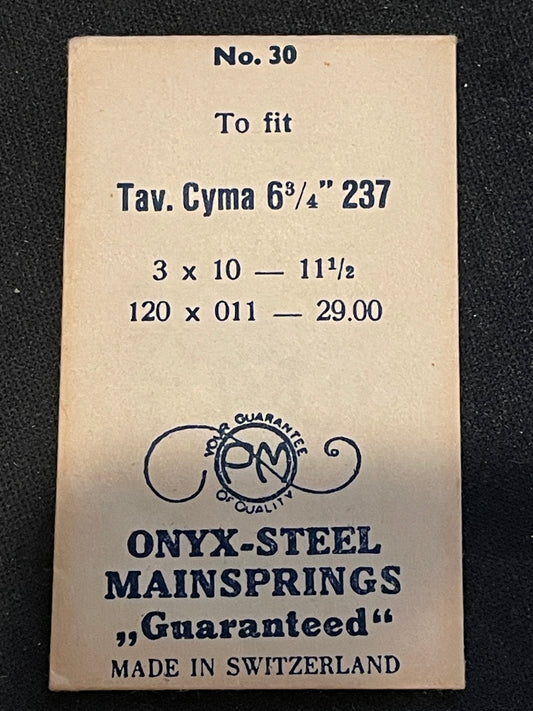 No. 30
To fit
Tav. Cyma 6³/₄” 237
3 x 10 — 11¹/₂
120 x 011 — 29.00
YOUR GUARANTEE
PM
OF QUALITY
ONYX-STEEL
MAINSPRINGS
„Guaranteed“
MADE IN SWITZERLAND